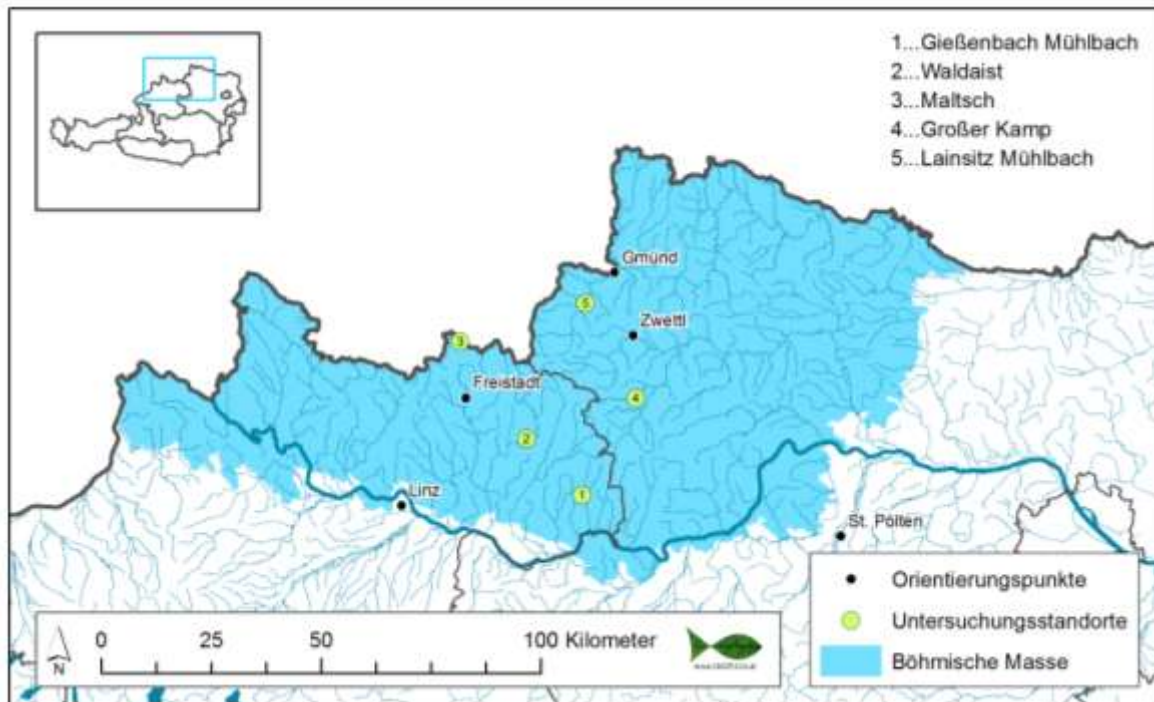 1...Gießenbach Mühlbach
2...Waldaist
3...Maltsch
4...Großer Kamp
5...Lainsitz Mühlbach
Gmünd
5
Zwettl
3
Freistadt
4
2
1
Linz
St. Pölten
Orientierungspunkte
Untersuchungsstandorte
Böhmische Masse
N
0 25 50 100 Kilometer